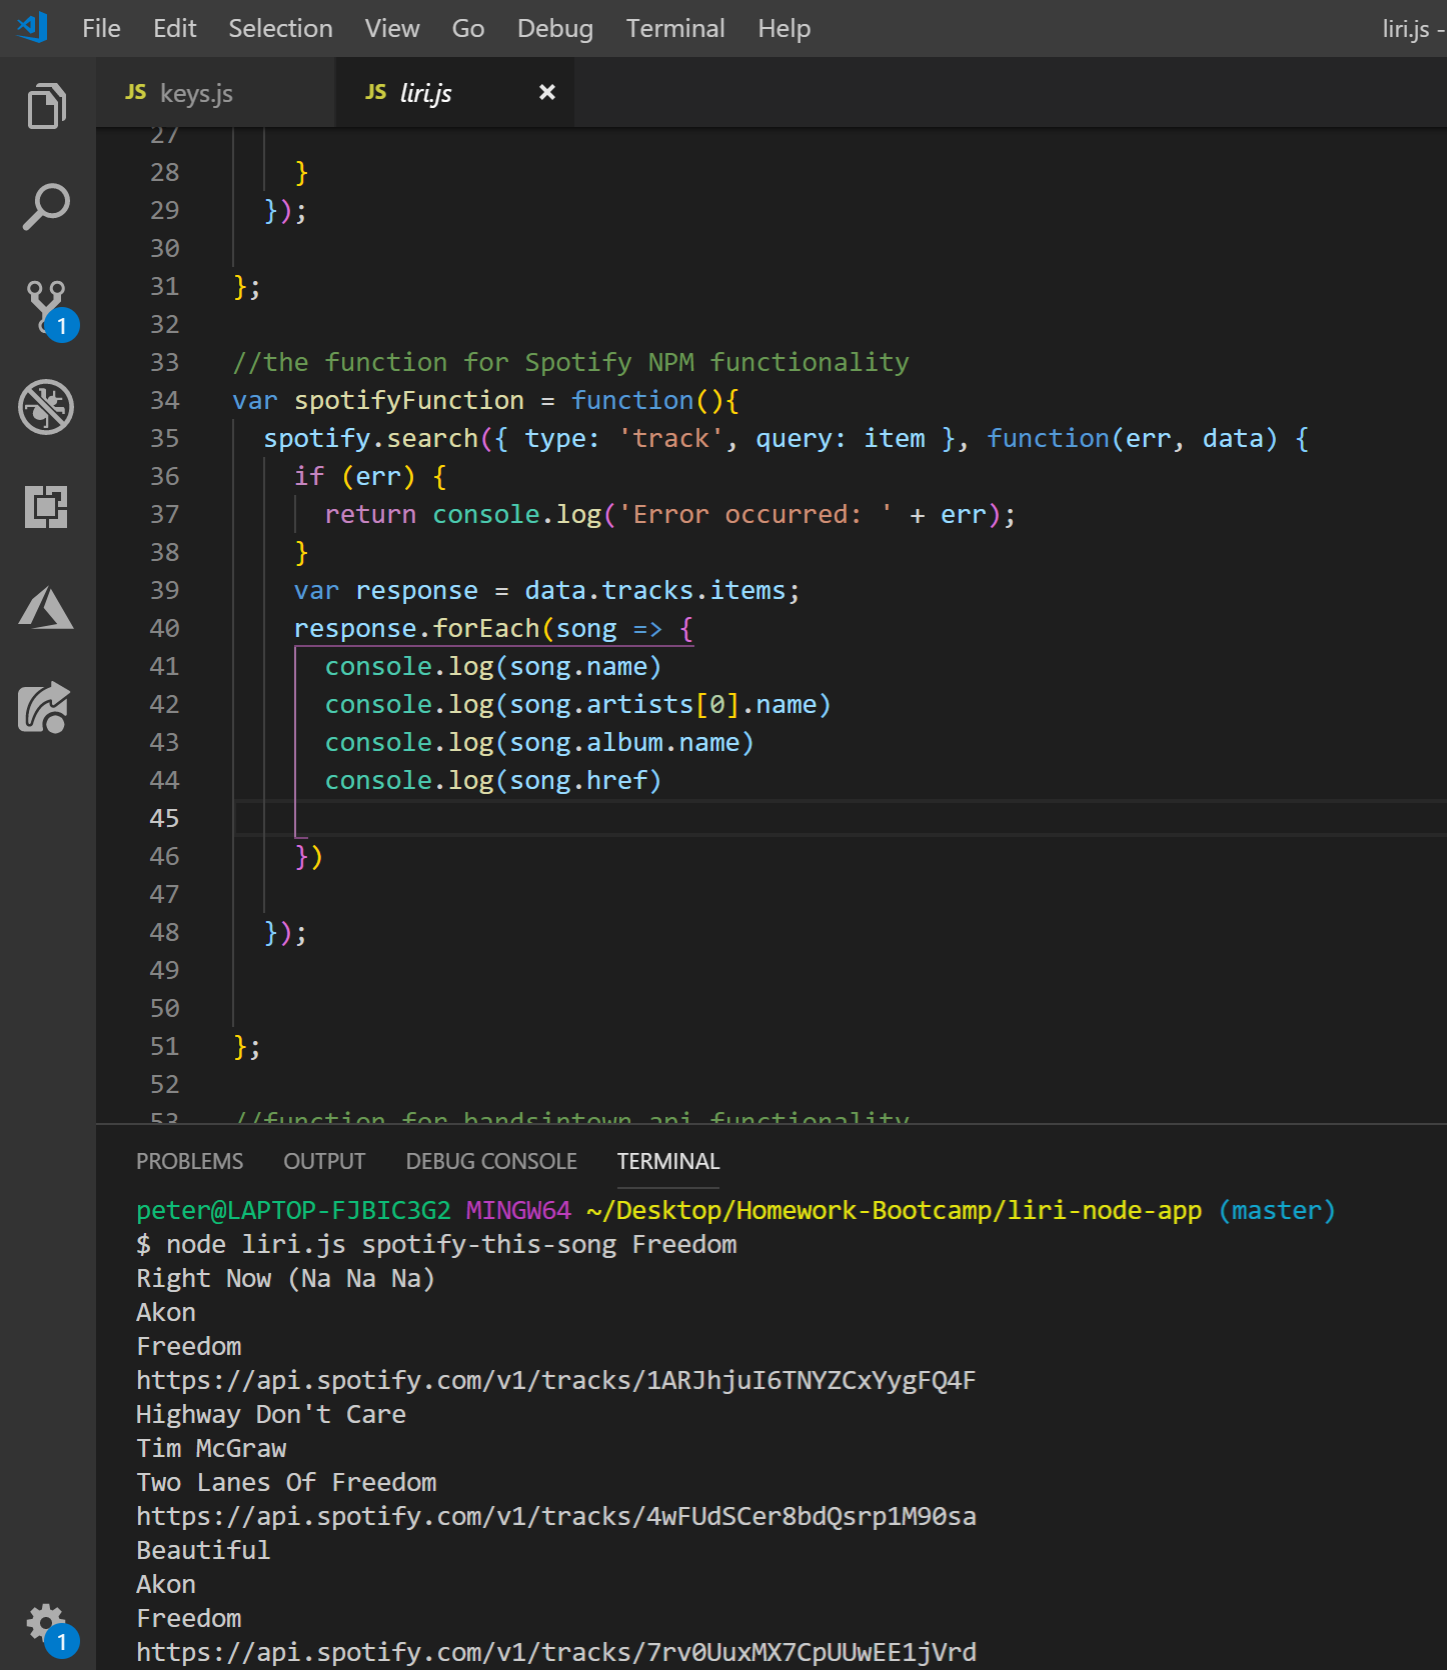 File Edit Selection View Go Debug Terminal Help liri.js -
JS keys.js JS liri.js ×
27
28 }
29 });
30
31 };
32
33 //the function for Spotify NPM functionality
34 var spotifyFunction = function(){
35 spotify.search({ type: 'track', query: item }, function(err, data) {
36 if (err) {
37 return console.log('Error occurred: ' + err);
38 }
39 var response = data.tracks.items;
40 response.forEach(song => {
41 console.log(song.name)
42 console.log(song.artists[0].name)
43 console.log(song.album.name)
44 console.log(song.href)
45
46 })
47
48 });
49
50
51 };
52
53 //function for bandsintown api functionality
1
PROBLEMS OUTPUT DEBUG CONSOLE TERMINAL
peter@LAPTOP-FJBIC3G2 MINGW64 ~/Desktop/Homework-Bootcamp/liri-node-app (master)
$ node liri.js spotify-this-song Freedom
Right Now (Na Na Na)
Akon
Freedom
https://api.spotify.com/v1/tracks/1ARJhjuI6TNYZCxYygFQ4F
Highway Don't Care
Tim McGraw
Two Lanes Of Freedom
https://api.spotify.com/v1/tracks/4wFUdSCer8bdQsrp1M90sa
Beautiful
Akon
Freedom
https://api.spotify.com/v1/tracks/7rv0UuxMX7CpUUwEE1jVrd
1